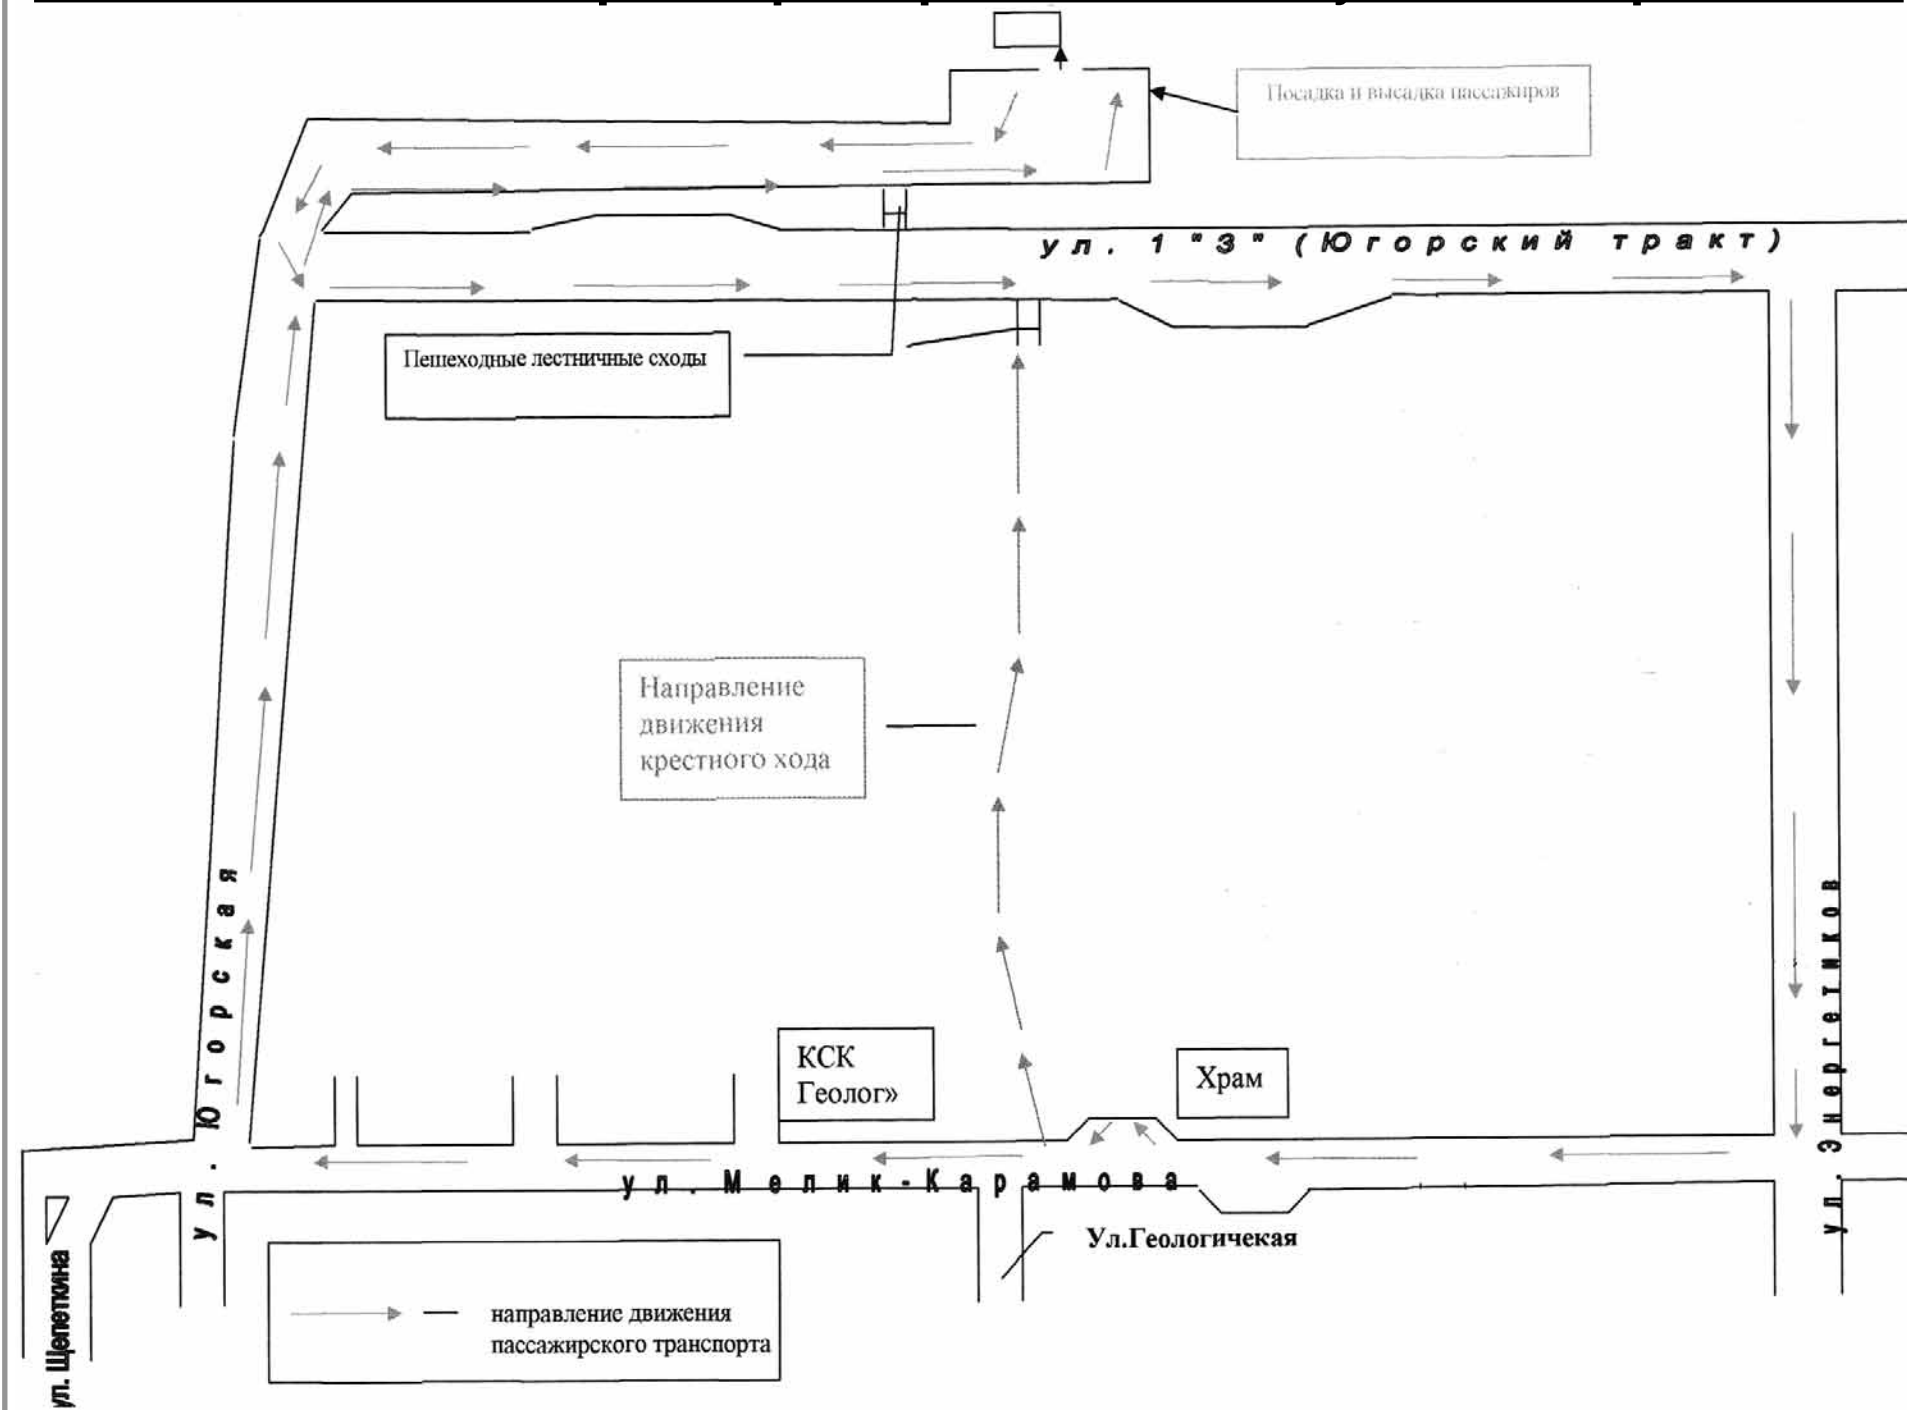 Посадка и высадка пассажиров
ул. 1 "З" (Югорский тракт)
Пешеходные лестничные сходы
Направление
движения
крестного хода
ул. Югорская
ул. Энергетиков
КСК
Геолог»
Храм
ул. Мелик-Карамова
Ул.Геологичекая
ул. Щепеткина
направление движения
пассажирского транспорта